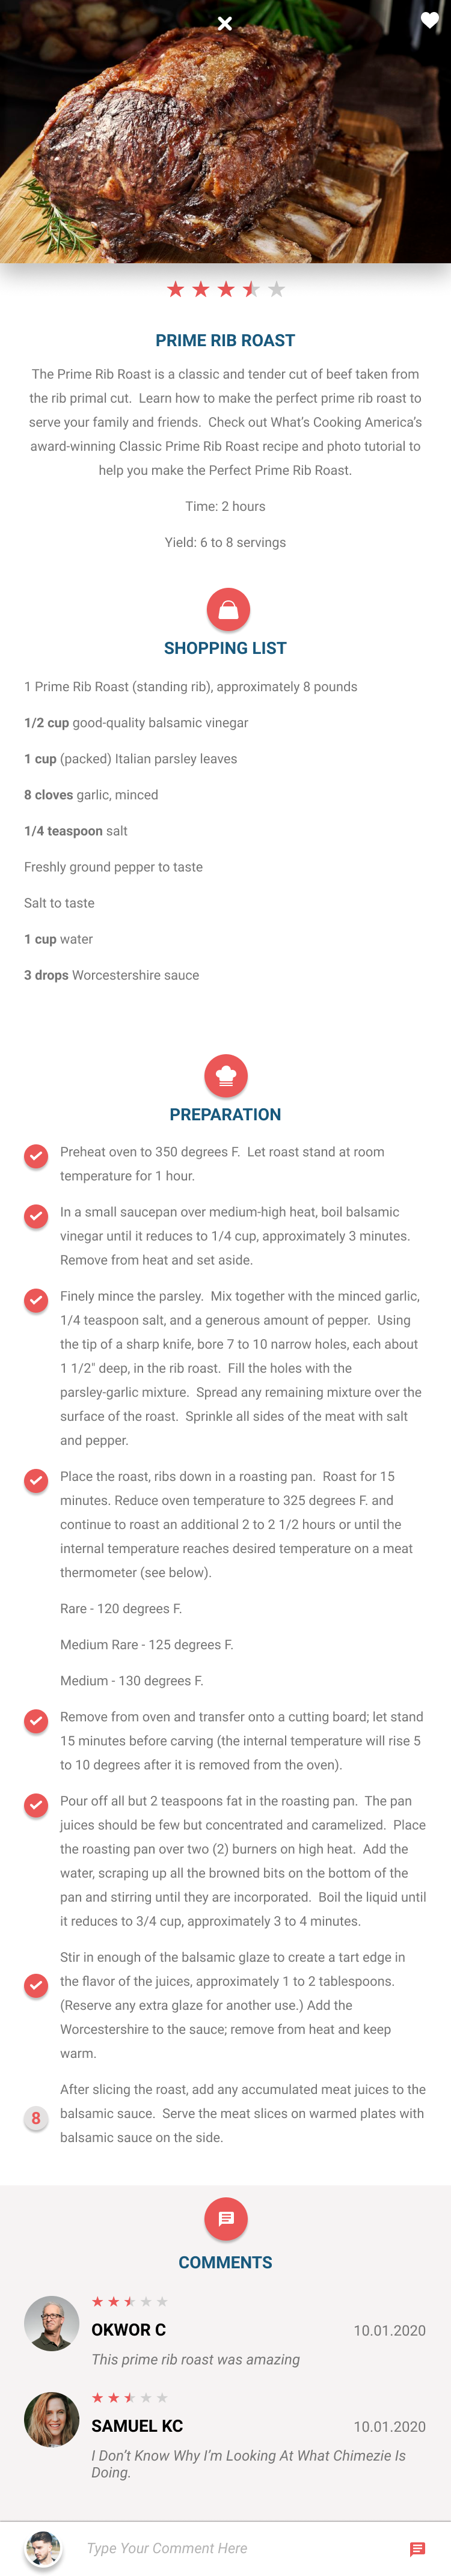 PRIME RIB ROAST
The Prime Rib Roast is a classic and tender cut of beef taken from
the rib primal cut.  Learn how to make the perfect prime rib roast to
serve your family and friends.  Check out What's Cooking America's
award-winning Classic Prime Rib Roast recipe and photo tutorial to
help you make the Perfect Prime Rib Roast.
Time: 2 hours
Yield: 6 to 8 servings
SHOPPING LIST
1 Prime Rib Roast (standing rib), approximately 8 pounds
1/2 cup good-quality balsamic vinegar
1 cup (packed) Italian parsley leaves
8 cloves garlic, minced
1/4 teaspoon salt
Freshly ground pepper to taste
Salt to taste
1 cup water
3 drops Worcestershire sauce
PREPARATION
Preheat oven to 350 degrees F.  Let roast stand at room
temperature for 1 hour.
In a small saucepan over medium-high heat, boil balsamic
vinegar until it reduces to 1/4 cup, approximately 3 minutes.
Remove from heat and set aside.
Finely mince the parsley.  Mix together with the minced garlic,
1/4 teaspoon salt, and a generous amount of pepper.  Using
the tip of a sharp knife, bore 7 to 10 narrow holes, each about
1 1/2" deep, in the rib roast.  Fill the holes with the
parsley-garlic mixture.  Spread any remaining mixture over the
surface of the roast.  Sprinkle all sides of the meat with salt
and pepper.
Place the roast, ribs down in a roasting pan.  Roast for 15
minutes. Reduce oven temperature to 325 degrees F. and
continue to roast an additional 2 to 2 1/2 hours or until the
internal temperature reaches desired temperature on a meat
thermometer (see below).
Rare - 120 degrees F.
Medium Rare - 125 degrees F.
Medium - 130 degrees F.
Remove from oven and transfer onto a cutting board; let stand
15 minutes before carving (the internal temperature will rise 5
to 10 degrees after it is removed from the oven).
Pour off all but 2 teaspoons fat in the roasting pan.  The pan
juices should be few but concentrated and caramelized.  Place
the roasting pan over two (2) burners on high heat.  Add the
water, scraping up all the browned bits on the bottom of the
pan and stirring until they are incorporated.  Boil the liquid until
it reduces to 3/4 cup, approximately 3 to 4 minutes.
Stir in enough of the balsamic glaze to create a tart edge in
the flavor of the juices, approximately 1 to 2 tablespoons.
(Reserve any extra glaze for another use.) Add the
Worcestershire to the sauce; remove from heat and keep
warm.
After slicing the roast, add any accumulated meat juices to the
8 balsamic sauce.  Serve the meat slices on warmed plates with
balsamic sauce on the side.
COMMENTS
OKWOR C 10.01.2020
This prime rib roast was amazing
SAMUEL KC 10.01.2020
I Don't Know Why I'm Looking At What Chimezie Is
Doing.
Type Your Comment Here